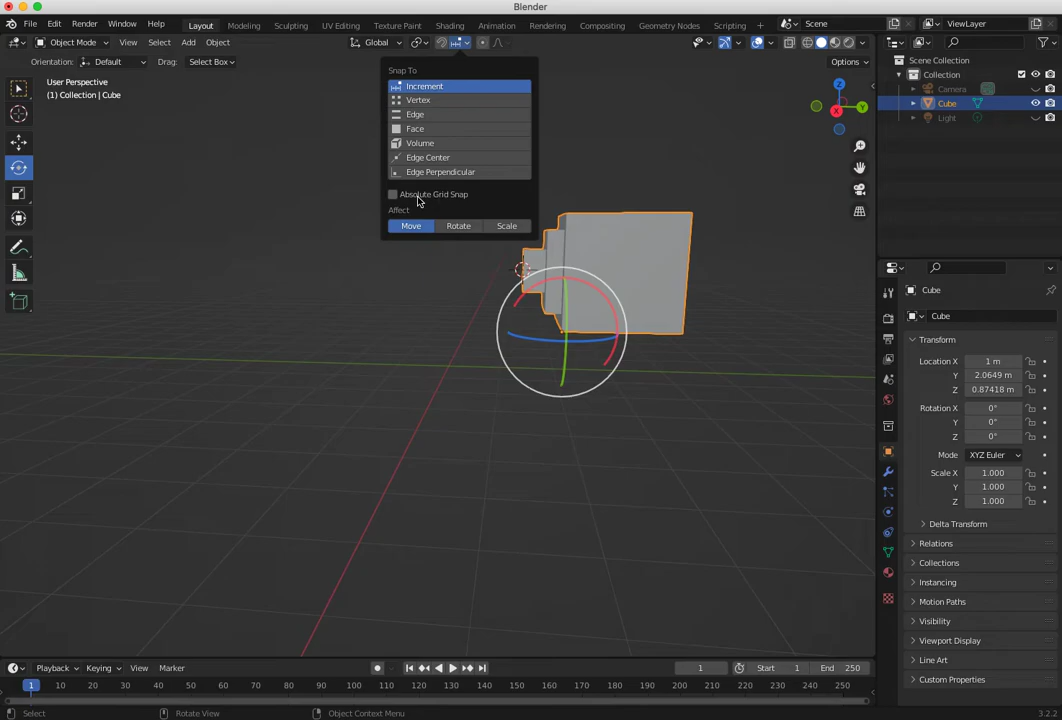 Blender
File Edit Render Window Help Layout Modeling Sculpting UV Editing Texture Paint Shading Animation Rendering Compositing Geometry Nodes Scripting Scene ViewLayer
Object Mode View Select Add Object Global
Orientation: Default Drag: Select Box Options
User Perspective
(1) Collection | Cube
Snap To
Increment
Vertex
Edge
Face
Volume
Edge Center
Edge Perpendicular
Absolute Grid Snap
Affect
Move Rotate Scale
Z
Y
X
Scene Collection
Collection
Camera
Cube
Light
Cube
Cube
Transform
Location X 1 m
Y 2.0649 m
Z 0.87418 m
Rotation X 0°
Y 0°
Z 0°
Mode XYZ Euler
Scale X 1.000
Y 1.000
Z 1.000
Delta Transform
Relations
Collections
Instancing
Motion Paths
Visibility
Viewport Display
Line Art
Custom Properties
Playback Keying View Marker 1 Start 1 End 250
1 10 20 30 40 50 60 70 80 90 100 110 120 130 140 150 160 170 180 190 200 210 220 230 240 250
Select Rotate View Object Context Menu 3.2.2